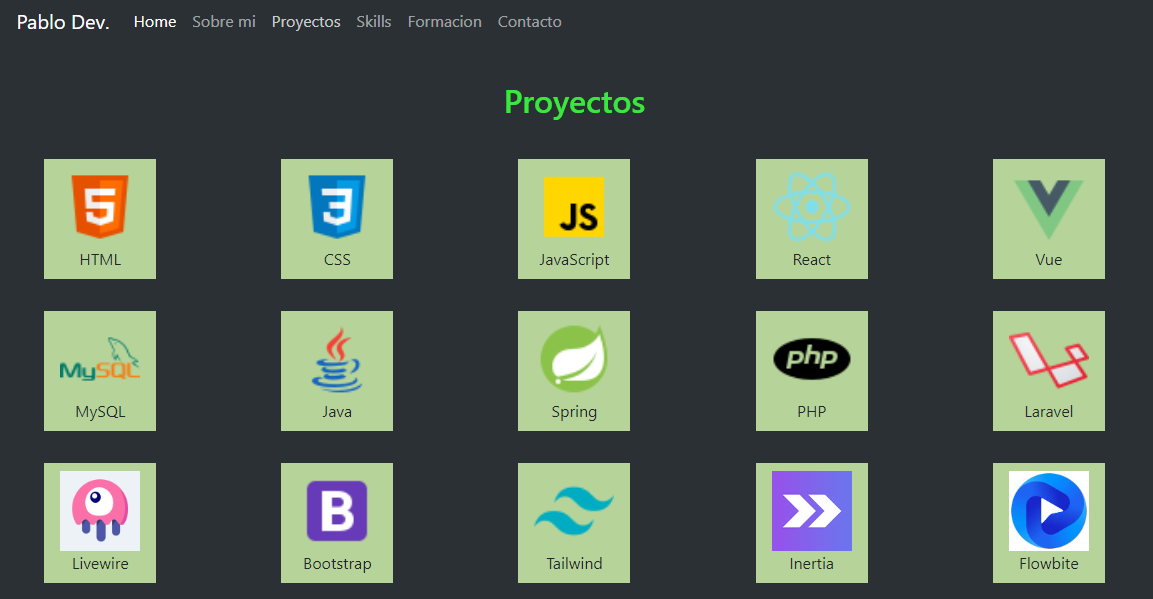 Pablo Dev. Home Sobre mi Proyectos Skills Formacion Contacto
Proyectos
5 3 JS
HTML CSS JavaScript React Vue
MySQL php
MySQL Java Spring PHP Laravel
B
Livewire Bootstrap Tailwind Inertia Flowbite